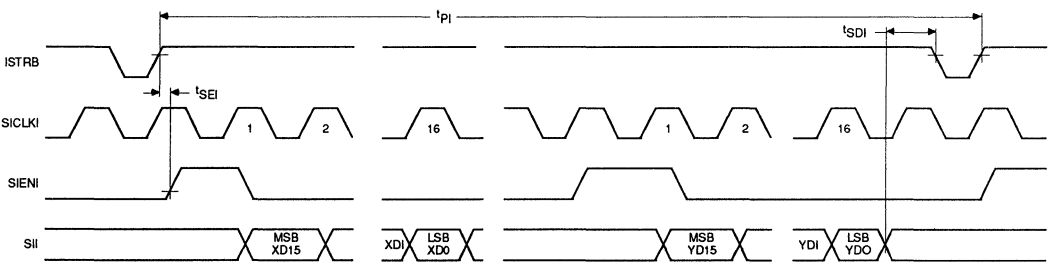 tPI
tSDI
ISTRB
tSEI
SICLKI
1
2
16
1
2
16
SIENI
SII
MSB
XD15
XDI
LSB
XD0
MSB
YD15
YDI
LSB
YDO